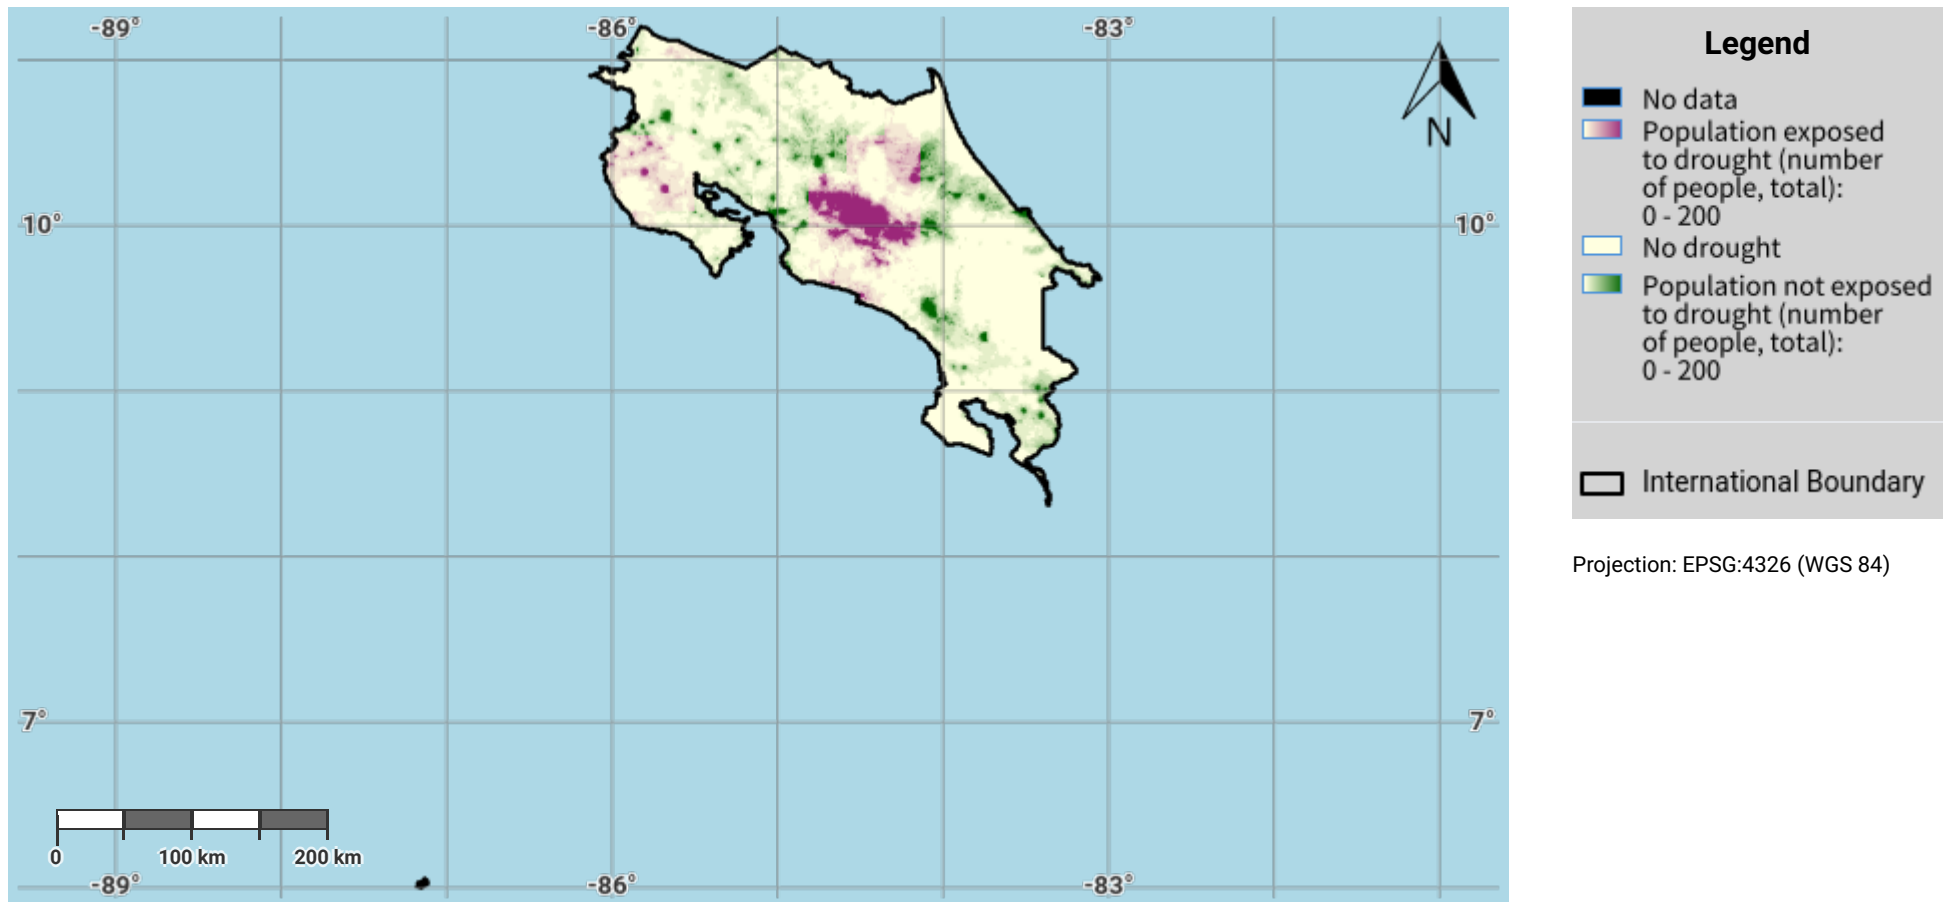 -89°
-86°
-83°
10°
10°
7°
7°
0
100 km
200 km
-89°
-86°
-83°
N
Legend
No data
Population exposed
to drought (number
of people, total):
0 - 200
No drought
Population not exposed
to drought (number
of people, total):
0 - 200
International Boundary
Projection: EPSG:4326 (WGS 84)